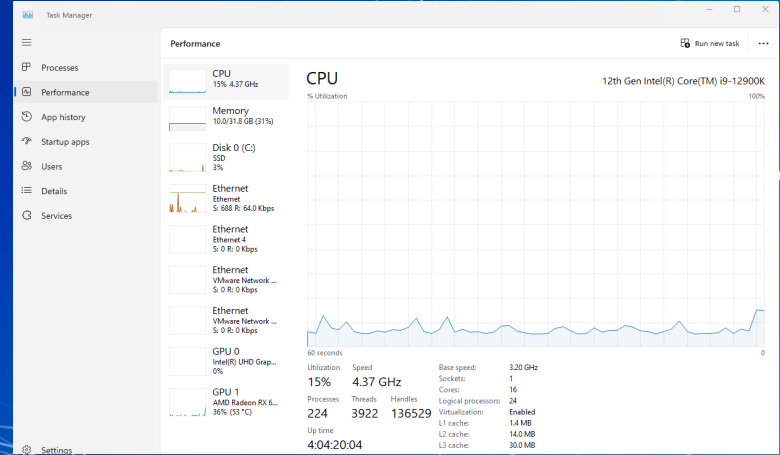 Task Manager
Performance
Run new task
Processes
Performance
App history
Startup apps
Users
Details
Services
Settings
CPU
15% 4.37 GHz
Memory
10.0/31.8 GB (31%)
Disk 0 (C:)
SSD
3%
Ethernet
Ethernet
S: 688 R: 64.0 Kbps
Ethernet
Ethernet 4
S: 0 R: 0 Kbps
Ethernet
VMware Network ...
S: 0 R: 0 Kbps
Ethernet
VMware Network ...
S: 0 R: 0 Kbps
GPU 0
Intel(R) UHD Grap...
0%
GPU 1
AMD Radeon RX 6...
36% (53 °C)
CPU
12th Gen Intel(R) Core(TM) i9-12900K
% Utilization
100%
60 seconds
0
Utilization
Speed
15%
4.37 GHz
Processes
Threads
Handles
224
3922
136529
Up time
4:04:20:04
Base speed:
3.20 GHz
Sockets:
1
Cores:
16
Logical processors:
24
Virtualization:
Enabled
L1 cache:
1.4 MB
L2 cache:
14.0 MB
L3 cache:
30.0 MB